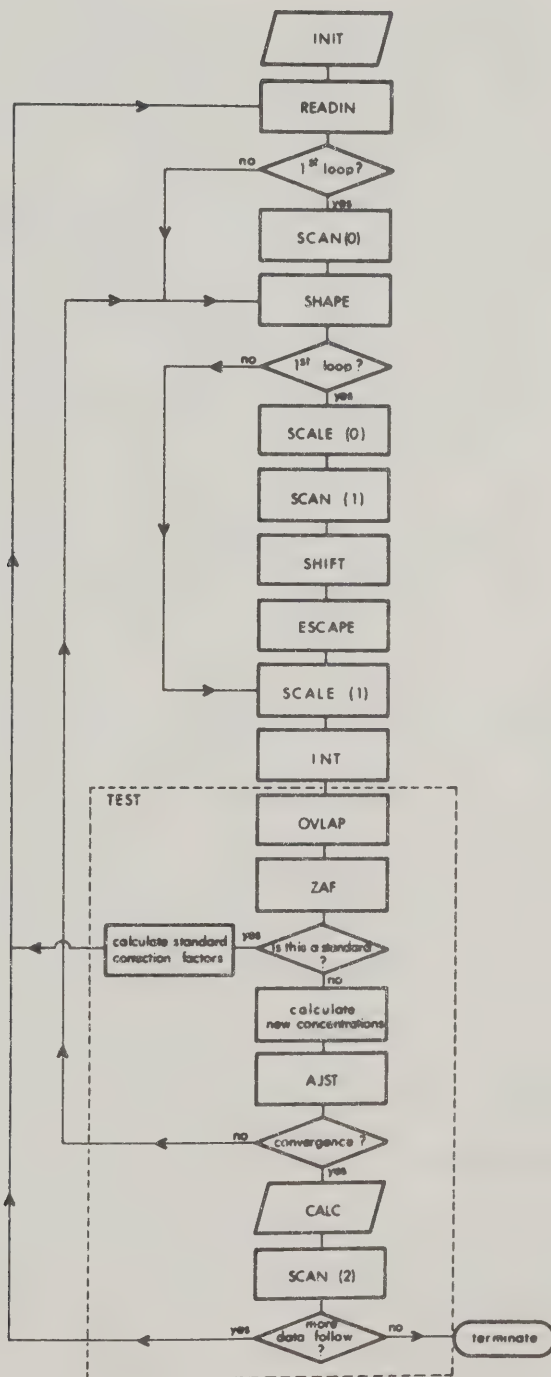 INIT
READIN
no
1st loop?
yes
SCAN(0)
SHAPE
no
1st loop?
yes
SCALE (0)
SCAN (1)
SHIFT
ESCAPE
SCALE (1)
INT
TEST
OVLAP
ZAF
calculate standard
correction factors
yes
is this a standard
?
no
calculate
new concentrations
AJST
no
convergence ?
yes
CALC
SCAN (2)
yes
more
data follow
?
no
terminate